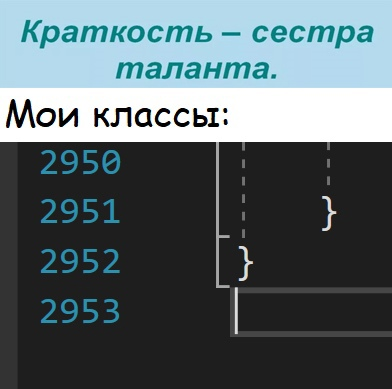 Краткость – сестра
таланта.
Мои классы:
2950
2951 }
2952 }
2953